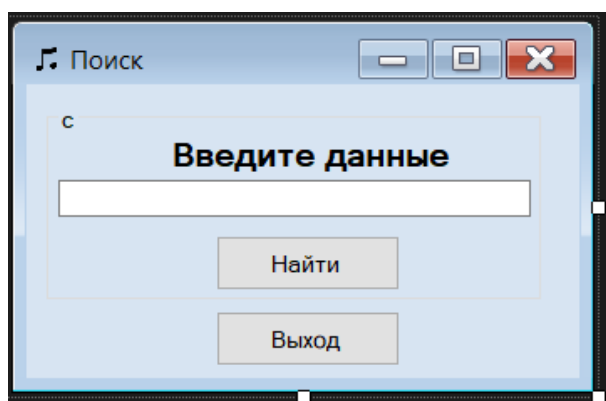 Поиск
с
Введите данные
Найти
Выход